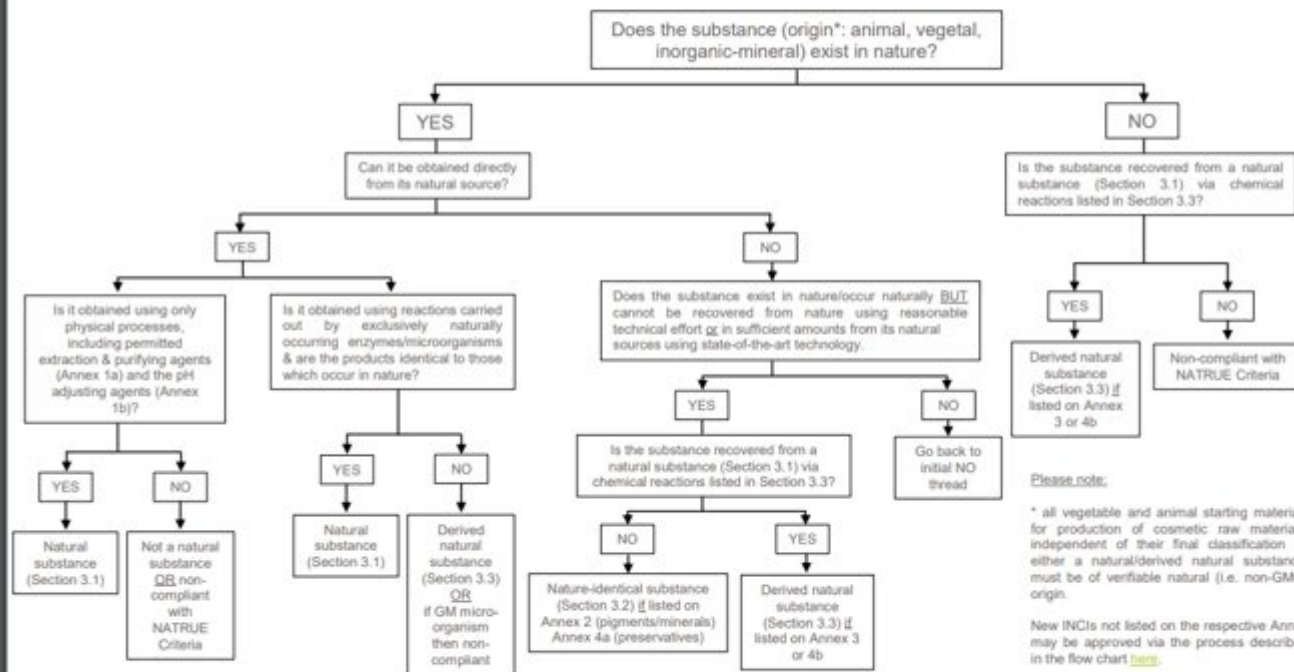 Does the substance (origin*: animal, vegetal,
inorganic-mineral) exist in nature?
YES
NO
Can it be obtained directly
from its natural source?
Is the substance recovered from a natural
substance (Section 3.1) via chemical
reactions listed in Section 3.3?
YES
NO
YES
NO
Is it obtained using only
physical processes,
including permitted
extraction & purifying agents
(Annex 1a) and the pH
adjusting agents (Annex
1b)?
Is it obtained using reactions carried
out by exclusively naturally
occurring enzymes/microorganisms
& are the products identical to those
which occur in nature?
Does the substance exist in nature/occur naturally BUT
cannot be recovered from nature using reasonable
technical effort or in sufficient amounts from its natural
sources using state-of-the-art technology.
Derived natural
substance
(Section 3.3) if
listed on Annex
3 or 4b
Non-compliant with
NATRUE Criteria
YES
NO
YES
NO
YES
NO
Natural
substance
(Section 3.1)
Not a natural
substance
OR non-
compliant
with
NATRUE
Criteria
Natural
substance
(Section 3.1)
Derived
natural
substance
(Section 3.3)
OR
if GM micro-
organism
then non-
compliant
Is the substance recovered from a
natural substance (Section 3.1) via
chemical reactions listed in Section 3.3?
Go back to
initial NO
thread
NO
YES
Nature-identical substance
(Section 3.2) if listed on
Annex 2 (pigments/minerals)
Annex 4a (preservatives)
Derived natural
substance
(Section 3.3) if
listed on Annex 3
or 4b
Please note:
* all vegetable and animal starting
for production of cosmetic raw
independent of their final classification
either a natural/derived natural
must be of verifiable natural (i.e.
origin.
New INCIs not listed on the respective
may be approved via the process
in the flow chart here.